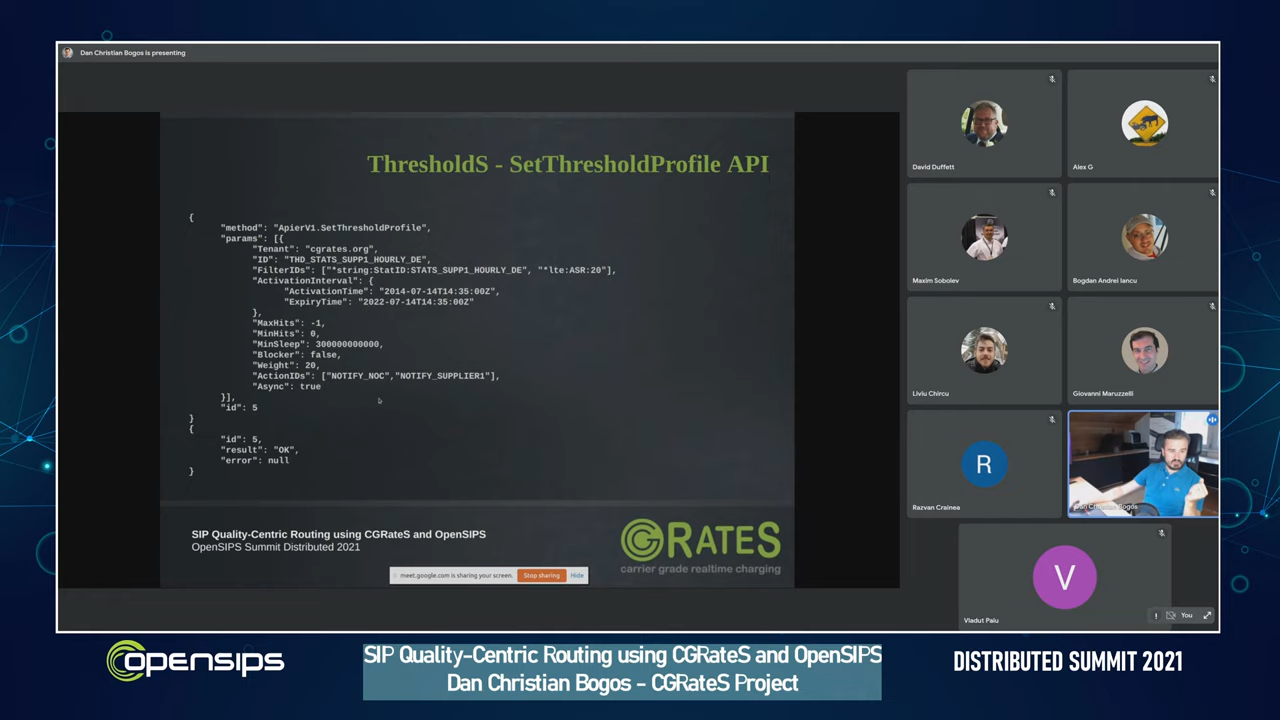 Dan Christian Bogos is presenting
ThresholdS - SetThresholdProfile API
{
"method": "ApierV1.SetThresholdProfile",
"params": [{
"Tenant": "cgrates.org",
"ID": "THD_STATS_SUPP1_HOURLY_DE",
"FilterIDs": ["*string:StatID:STATS_SUPP1_HOURLY_DE", "*lte:ASR:20"],
"ActivationInterval": {
"ActivationTime": "2014-07-14T14:35:00Z",
"ExpiryTime": "2022-07-14T14:35:00Z"
},
"MaxHits": -1,
"MinHits": 0,
"MinSleep": 300000000000,
"Blocker": false,
"Weight": 20,
"ActionIDs": ["NOTIFY_NOC","NOTIFY_SUPPLIER1"],
"Async": true
}],
"id": 5
}
{
"id": 5,
"result": "OK",
"error": null
}
SIP Quality-Centric Routing using CGRateS and OpenSIPS
OpenSIPS Summit Distributed 2021
CGRATES
carrier grade realtime charging
meet.google.com is sharing your screen. Stop sharing Hide
David Duffett
Alex G
Maxim Sobolev
Bogdan Andrei Iancu
Liviu Chircu
Giovanni Maruzzelli
R
Razvan Crainea
Dan Christian Bogos
V
Vladut Paiu
You
opensips
SIP Quality-Centric Routing using CGRateS and OpenSIPS
Dan Christian Bogos - CGRateS Project
DISTRIBUTED SUMMIT 2021